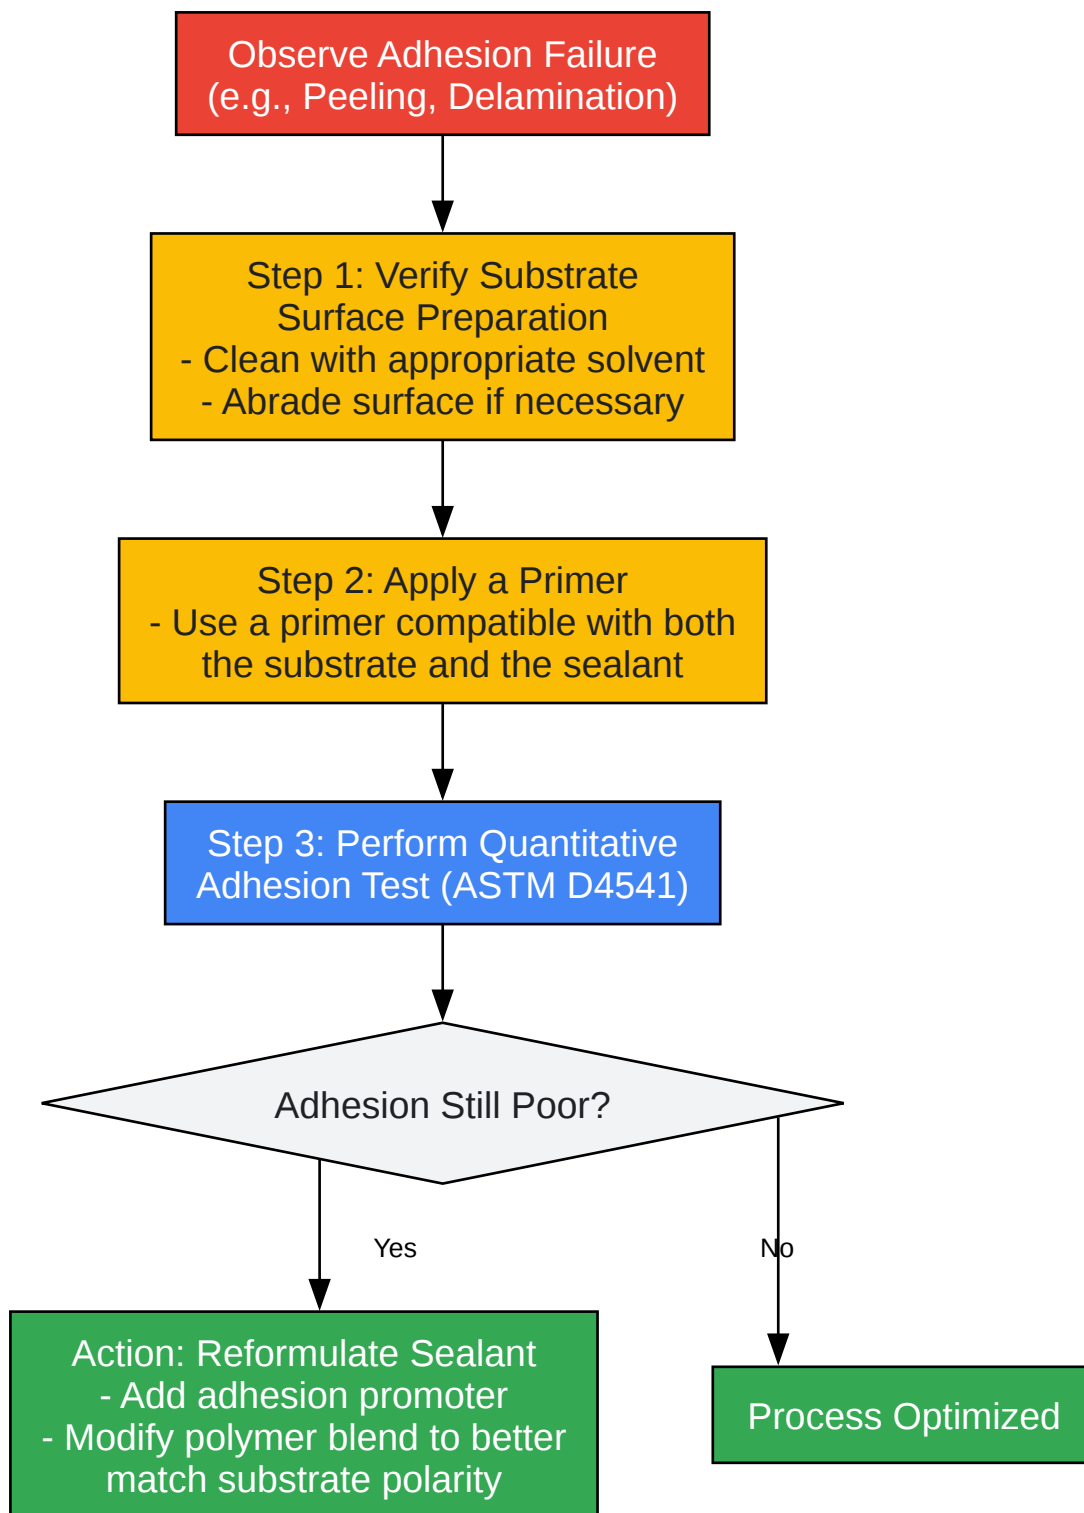 Observe Adhesion Failure
(e.g., Peeling, Delamination)
Step 1: Verify Substrate
Surface Preparation
- Clean with appropriate solvent
- Abrade surface if necessary
Step 2: Apply a Primer
- Use a primer compatible with both
the substrate and the sealant
Step 3: Perform Quantitative
Adhesion Test (ASTM D4541)
Adhesion Still Poor?
Yes
No
Action: Reformulate Sealant
- Add adhesion promoter
- Modify polymer blend to better
match substrate polarity
Process Optimized